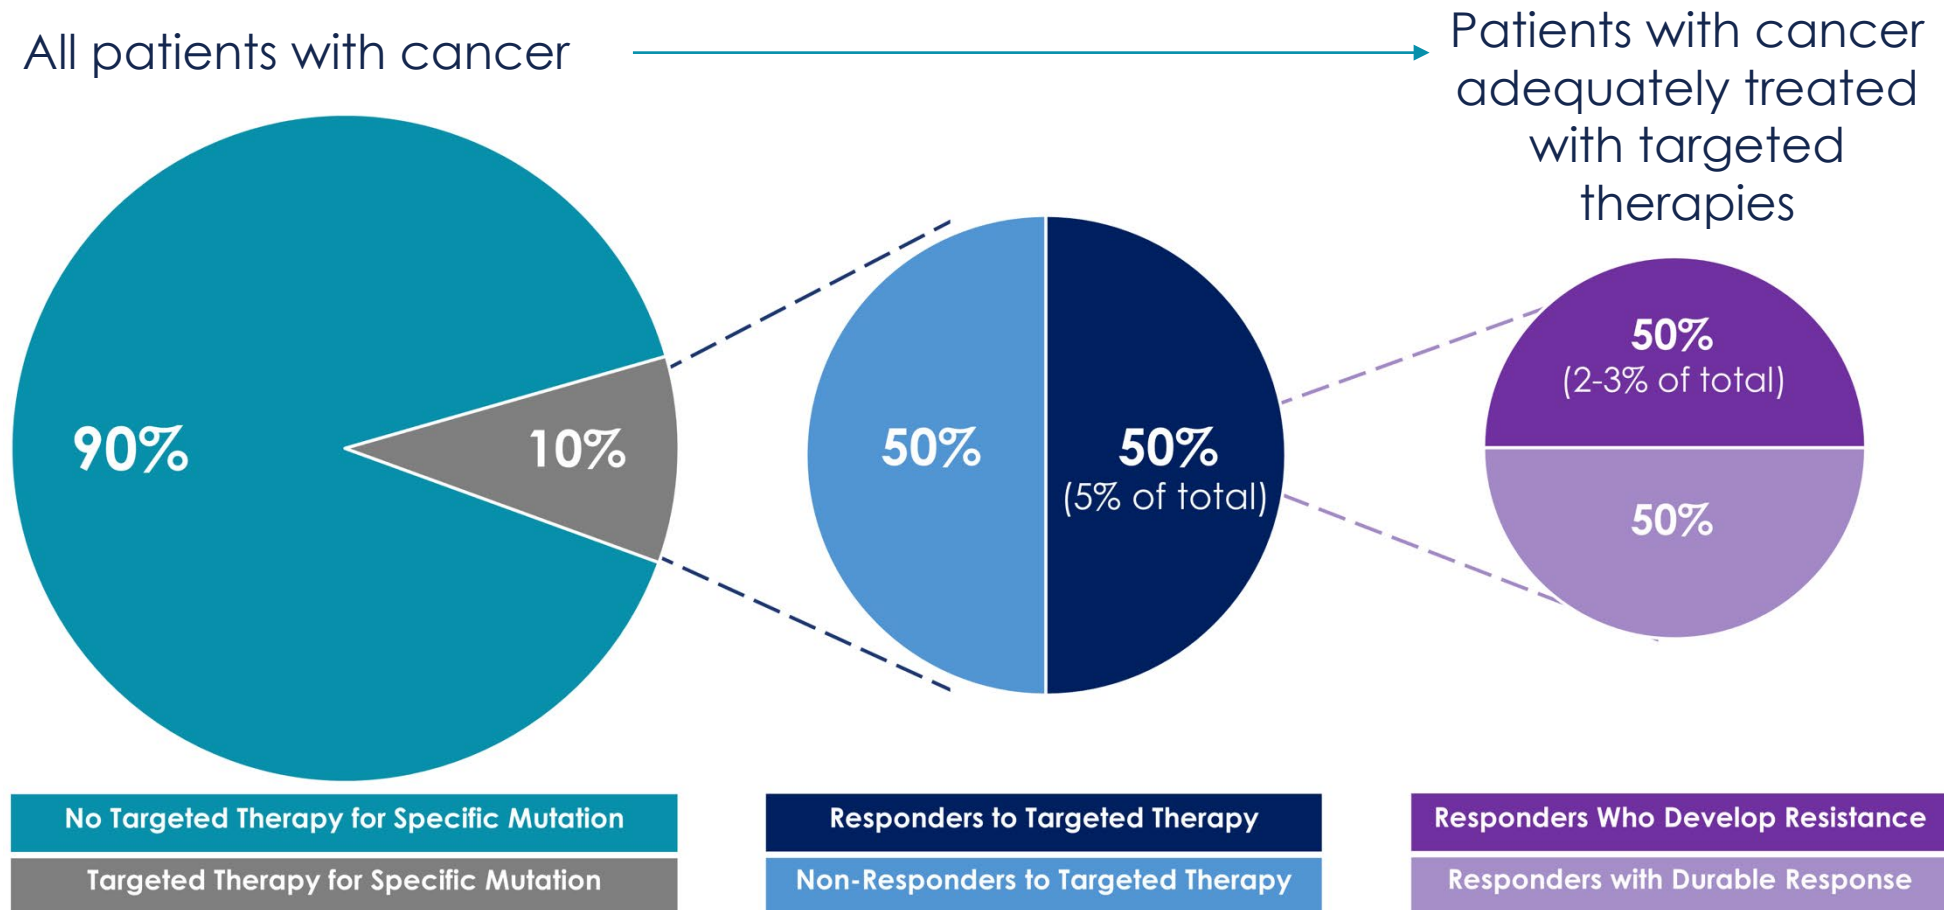 All patients with cancer
Patients with cancer
adequately treated
with targeted
therapies
90%
10%
50%
50%
(5% of total)
50%
(2-3% of total)
50%
No Targeted Therapy for Specific Mutation
Targeted Therapy for Specific Mutation
Responders to Targeted Therapy
Non-Responders to Targeted Therapy
Responders Who Develop Resistance
Responders with Durable Response